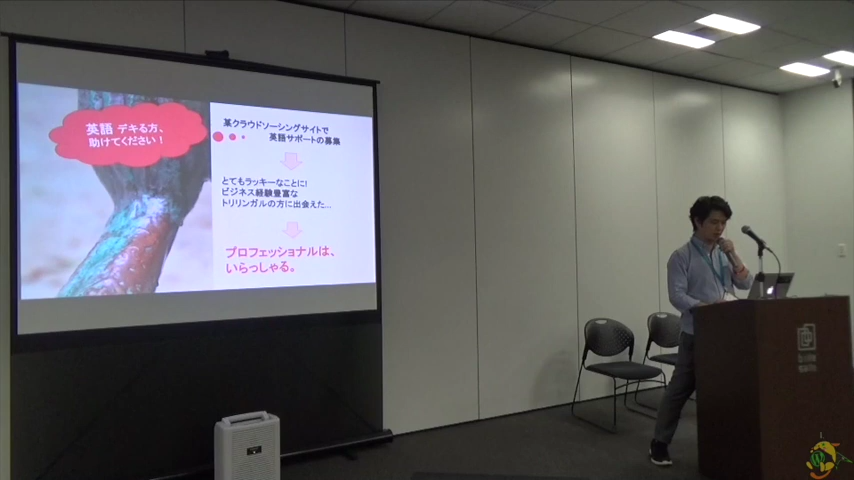 英語 デキる方、
助けてください！
某クラウドソーシングサイトで
英語サポートの募集
とてもラッキーなことに!
ビジネス経験豊富な
トリリンガルの方に出会えた...
プロフェッショナルは、
いらっしゃる。